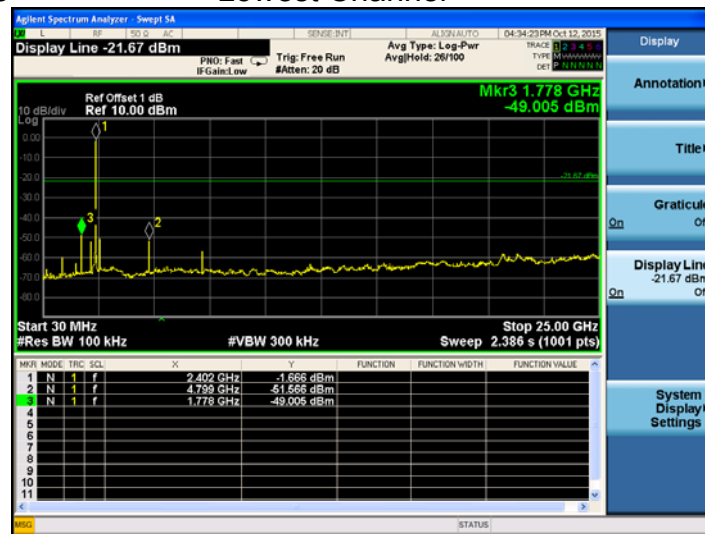 Lowest Channel
Agilent Spectrum Analyzer - Swept SA
L RF 50 Ω AC SENSE:INT ALIGN AUTO 04:34:23 PM Oct 12, 2015
Display Line -21.67 dBm
PNO: Fast
IFGain:Low
Trig: Free Run
#Atten: 20 dB
Avg Type: Log-Pwr
Avg|Hold: 26/100
TRACE 1 2 3 4 5 6
TYPE M
DET P N N N N N
Mkr3 1.778 GHz
-49.005 dBm
Ref Offset 1 dB
10 dB/div Ref 10.00 dBm
Log
0.00
-10.0
-20.0
-30.0
-40.0
-50.0
-60.0
-70.0
-80.0
1
2
3
-21.67 dBm
Start 30 MHz Stop 25.00 GHz
#Res BW 100 kHz #VBW 300 kHz Sweep 2.386 s (1001 pts)
MKR MODE TRC SCL X Y FUNCTION FUNCTION WIDTH FUNCTION VALUE
1 N 1 f 2.402 GHz -1.666 dBm
2 N 1 f 4.799 GHz -51.566 dBm
3 N 1 f 1.778 GHz -49.005 dBm
4
5
6
7
8
9
10
11
MSG STATUS
Display
Annotation
Title
Graticul
On Of
Display Lin
-21.67 dBm
On Of
System
Display
Settings